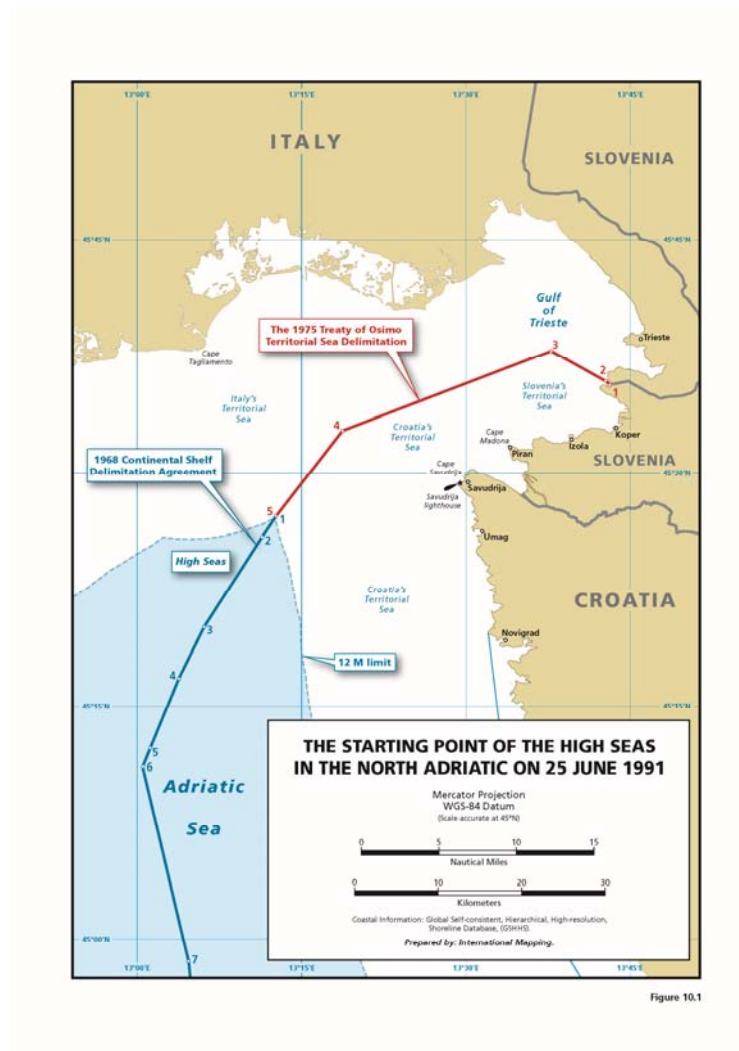 13°00'E
13°15'E
13°30'E
13°45'E
ITALY
SLOVENIA
45°45'N
45°45'N
Gulf
of
Trieste
The 1975 Treaty of Osimo
Territorial Sea Delimitation
3
Trieste
Cape
Tagliamento
2
1
Slovenia's
Territorial
Sea
Italy's
Territorial
Sea
4
Croatia's
Territorial
Sea
Cape
Madona
Koper
Izola
Piran
1968 Continental Shelf
Delimitation Agreement
SLOVENIA
Cape
Savudrija
45°30'N
Savudrija
Savudrija
lighthouse
5
1
2
Umag
High Seas
Croatia's
Territorial
Sea
CROATIA
3
Novigrad
12 M limit
4
45°15'N
45°15'N
5
6
THE STARTING POINT OF THE HIGH SEAS
IN THE NORTH ADRIATIC ON 25 JUNE 1991
Adriatic
Sea
Mercator Projection
WGS-84 Datum
(Scale accurate at 45°N)
0
5
10
15
Nautical Miles
0
10
20
30
Kilometers
Coastal Information: Global Self-consistent, Hierarchical, High-resolution,
Shoreline Database, (GSHHS).
Prepared by: International Mapping.
45°00'N
45°00'N
7
13°00'E
13°15'E
13°30'E
13°45'E
Figure 10.1